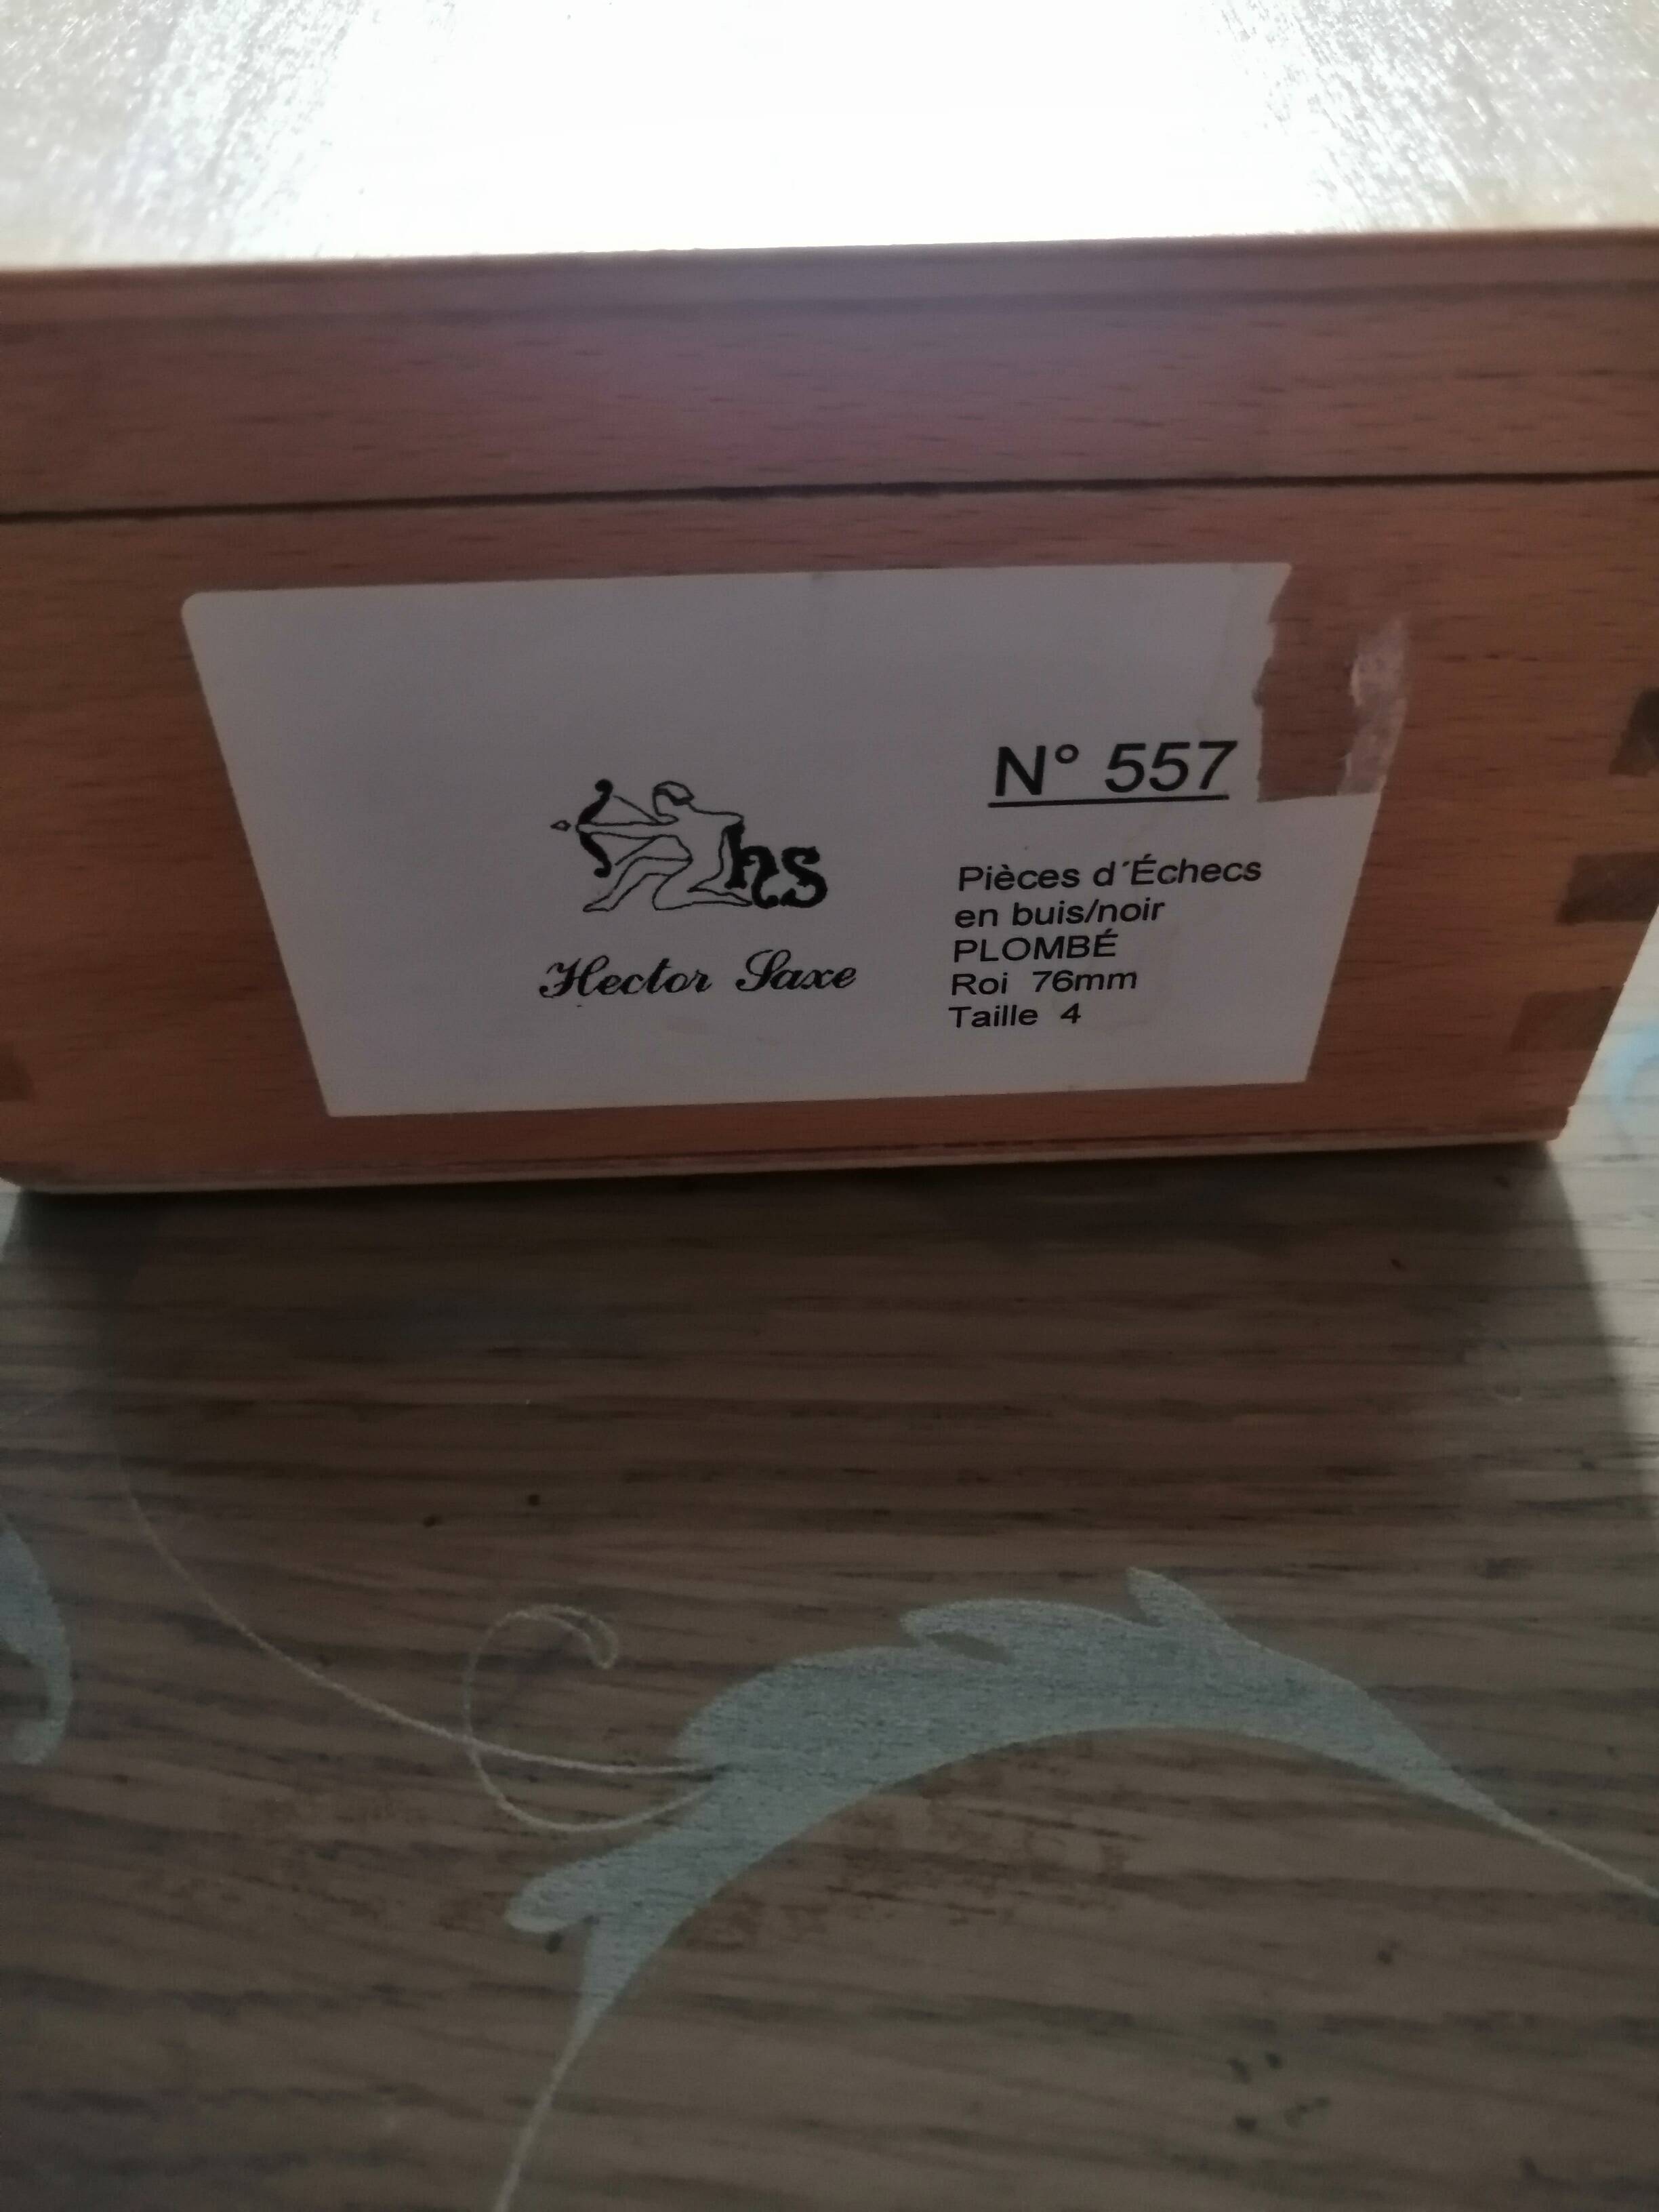 N° 557
hs
Hector Saxe
Pièces d´Échecs
en buis/noir
PLOMBÉ
Roi 76mm
Taille 4